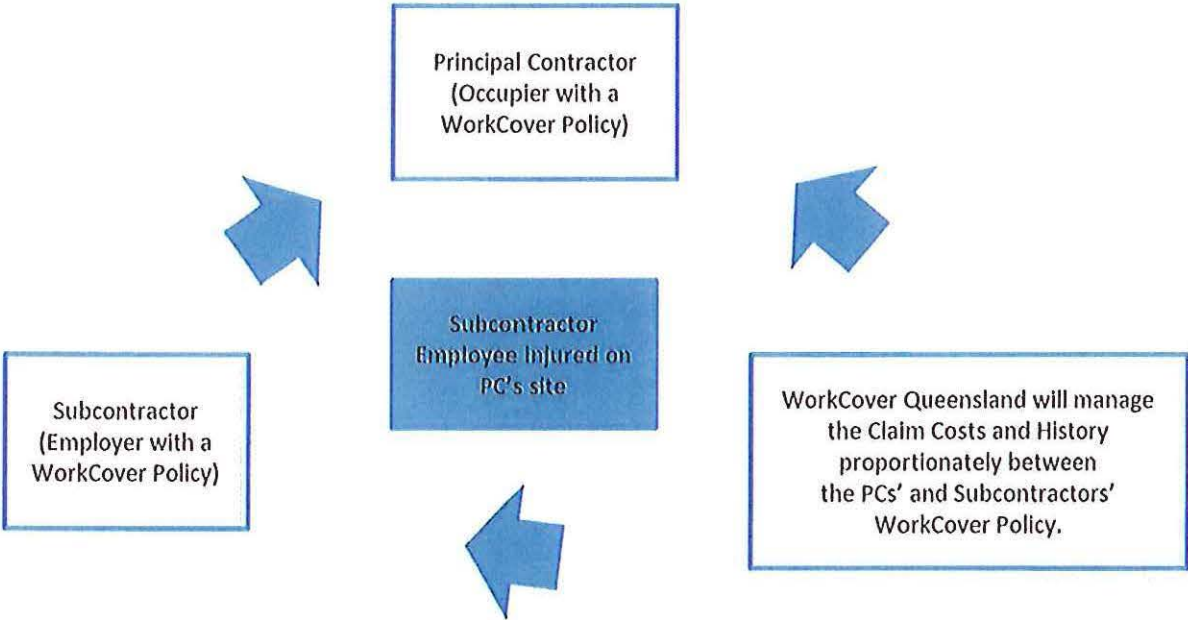 Principal Contractor
(Occupier with a
WorkCover Policy)
Subcontractor
Employee Injured on
PC's site
Subcontractor
(Employer with a
WorkCover Policy)
WorkCover Queensland will manage
the Claim Costs and History
proportionately between
the PCs' and Subcontractors'
WorkCover Policy.